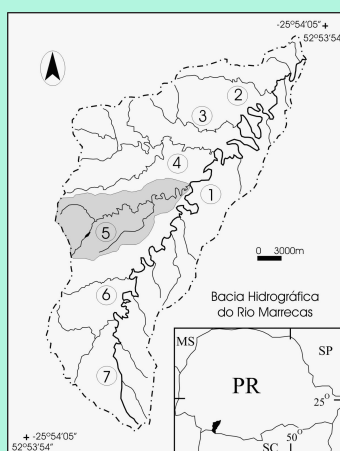 -25°54'05" +
52°53'54"
2
3
4
1
5
0 3000m
6
Bacia Hidrográfica
do Rio Marrecas
MS
SP
PR
25°
7
+ -25°54'05"
52°53'54"
50°
SC